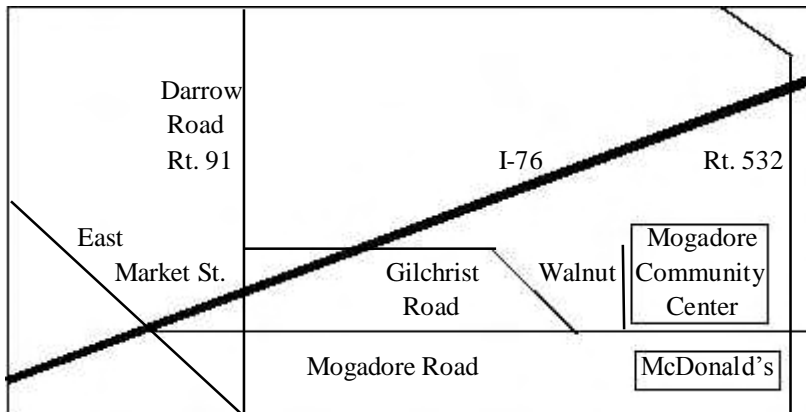 Darrow
Road
Rt. 91
I-76
Rt. 532
East
Market St.
Gilchrist
Road
Walnut
Mogadore
Community
Center
Mogadore Road
McDonald's